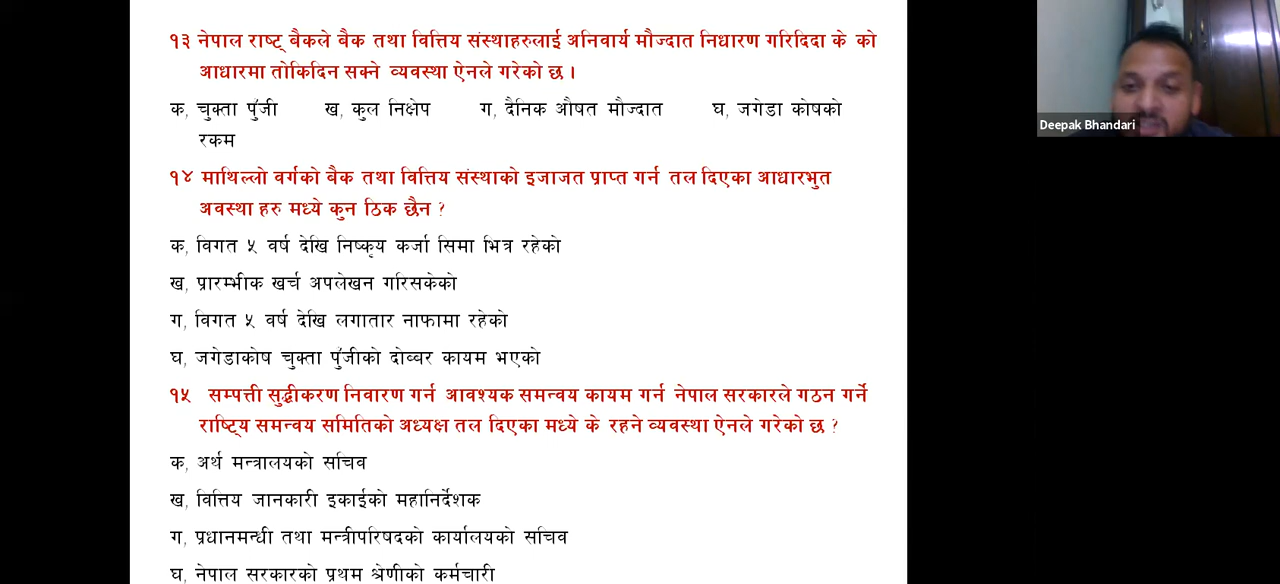 १३ नेपाल राष्ट् बैकले बैक तथा वित्तिय संस्थाहरुलाई अनिवार्य मौज्दात निधारण गरिदिदा के को
आधारमा तोकिदिन सक्ने व्यवस्था ऐनले गरेको छ ।
क, चुक्ता पुँजी ख, कुल निक्षेप ग, दैनिक औषत मौज्दात घ, जगेडा कोषको
रकम
१४ माथिल्लो वर्गको बैक तथा वित्तिय संस्थाको इजाजत प्राप्त गर्न तल दिएका आधारभुत
अवस्था हरु मध्ये कुन ठिक छैन ?
क, विगत ५ वर्ष देखि निष्कृय कर्जा सिमा भित्र रहेको
ख, प्रारम्भीक खर्च अपलेखन गरिसकेको
ग, विगत ५ वर्ष देखि लगातार नाफामा रहेको
घ, जगेडाकोष चुक्ता पुँजीको दोब्बर कायम भएको
१५ सम्पत्ती सुद्धीकरण निवारण गर्न आवश्यक समन्वय कायम गर्न नेपाल सरकारले गठन गर्ने
राष्टि्य समन्वय समितिको अध्यक्ष तल दिएका मध्ये के रहने व्यवस्था ऐनले गरेको छ ?
क, अर्थ मन्त्रालयको सचिव
ख, वित्तिय जानकारी इकाईको महानिर्देशक
ग, प्रधानमन्धी तथा मन्त्रीपरिषदको कार्यालयको सचिव
घ, नेपाल सरकारको प्रथम श्रेणीको कर्मचारी
Deepak Bhandari